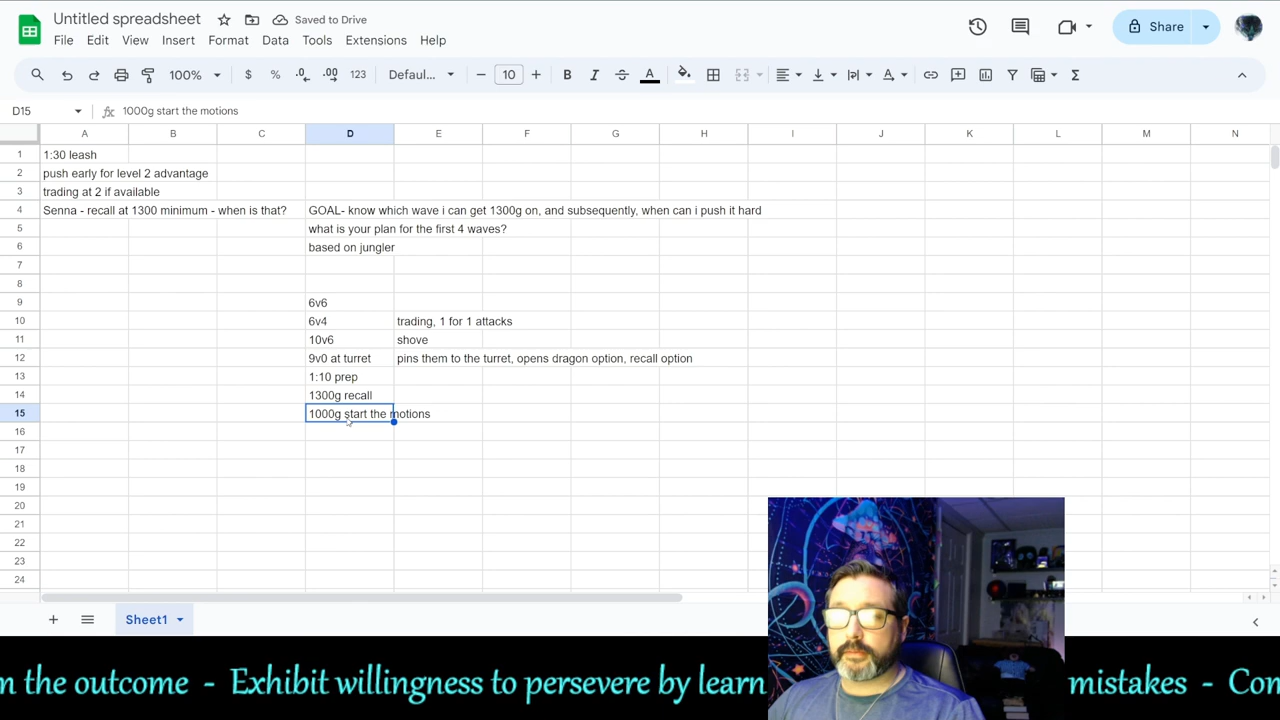 Untitled spreadsheet
Saved to Drive
File Edit View Insert Format Data Tools Extensions Help
Share
100% $ % .0 .00 123 Defaul... 10 B I A Σ
D15 fx 1000g start the motions
A B C D E F G H I J K L M N
1 1:30 leash
2 push early for level 2 advantage
3 trading at 2 if available
4 Senna - recall at 1300 minimum - when is that? GOAL- know which wave i can get 1300g on, and subsequently, when can i push it hard
5 what is your plan for the first 4 waves?
6 based on jungler
7
8
9 6v6
10 6v4 trading, 1 for 1 attacks
11 10v6 shove
12 9v0 at turret pins them to the turret, opens dragon option, recall option
13 1:10 prep
14 1300g recall
15 1000g start the motions
16
17
18
19
20
21
22
23
24
Sheet1
the outcome - Exhibit willingness to persevere by learn mistakes -